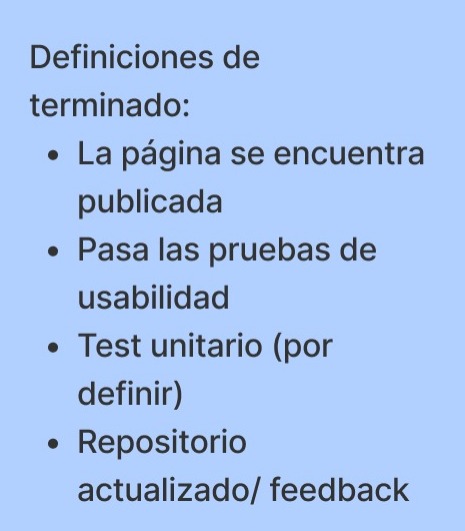 Definiciones de
terminado:
• La página se encuentra
publicada
• Pasa las pruebas de
usabilidad
• Test unitario (por
definir)
• Repositorio
actualizado/ feedback